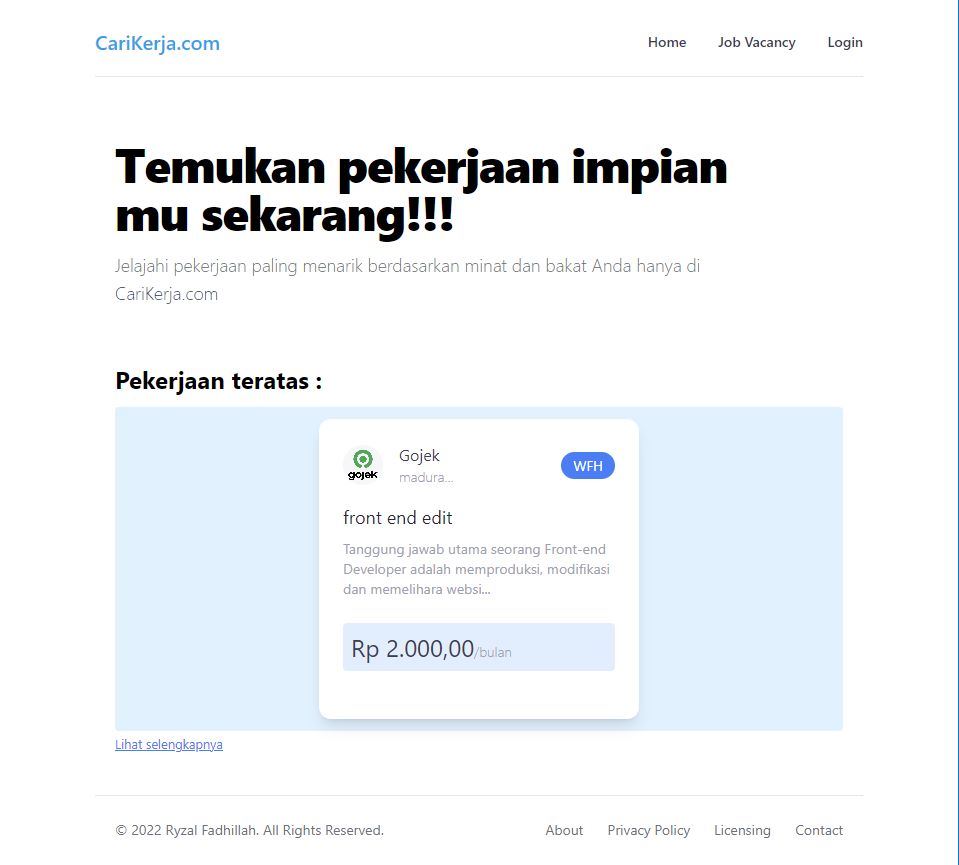 CariKerja.com
Home
Job Vacancy
Login
Temukan pekerjaan impian
mu sekarang!!!
Jelajahi pekerjaan paling menarik berdasarkan minat dan bakat Anda hanya di
CariKerja.com
Pekerjaan teratas :
gojek
Gojek
madura...
WFH
front end edit
Tanggung jawab utama seorang Front-end
Developer adalah memproduksi, modifikasi
dan memelihara websi...
Rp 2.000,00/bulan
Lihat selengkapnya
© 2022 Ryzal Fadhillah. All Rights Reserved.
About
Privacy Policy
Licensing
Contact